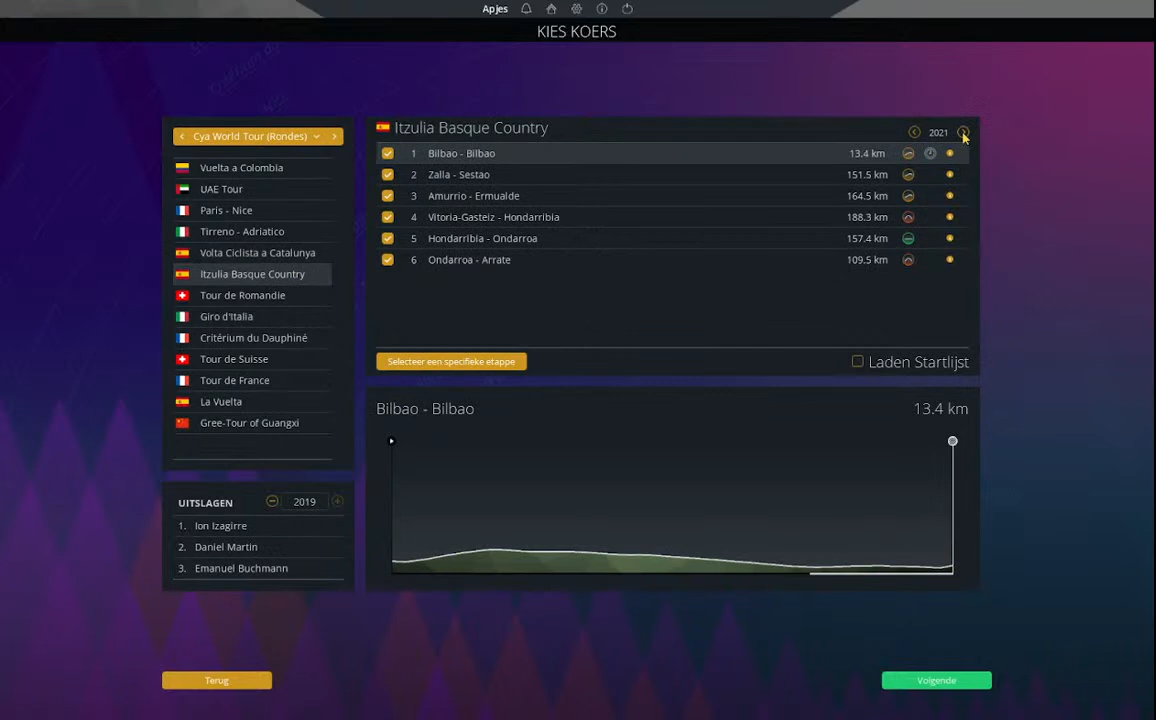 Apjes
KIES KOERS
Cya World Tour (Rondes)
Vuelta a Colombia
UAE Tour
Paris - Nice
Tirreno - Adriatico
Volta Ciclista a Catalunya
Itzulia Basque Country
Tour de Romandie
Giro d'Italia
Critérium du Dauphiné
Tour de Suisse
Tour de France
La Vuelta
Gree-Tour of Guangxi
UITSLAGEN 2019
1. Ion Izagirre
2. Daniel Martin
3. Emanuel Buchmann
Itzulia Basque Country 2021
1 Bilbao - Bilbao 13.4 km
2 Zalla - Sestao 151.5 km
3 Amurrio - Ermualde 164.5 km
4 Vitoria-Gasteiz - Hondarribia 188.3 km
5 Hondarribia - Ondarroa 157.4 km
6 Ondarroa - Arrate 109.5 km
Selecteer een specifieke etappe
Laden Startlijst
Bilbao - Bilbao 13.4 km
Terug
Volgende